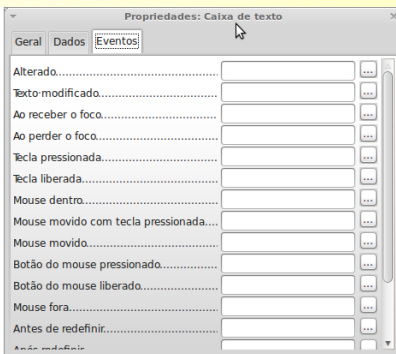 Propriedades: Caixa de texto
Geral Dados Eventos
Alterado........................................... ...
Texto·modificado................................ ...
Ao receber o foco............................... ...
Ao perder o foco................................ ...
Tecla pressionada............................... ...
Tecla liberada.................................... ...
Mouse dentro.................................... ...
Mouse movido com tecla pressionada.... ...
Mouse movido................................... ...
Botão do mouse pressionado............... ...
Botão do mouse liberado.................... ...
Mouse fora....................................... ...
Antes de redefinir.............................. ...
Após redefinir